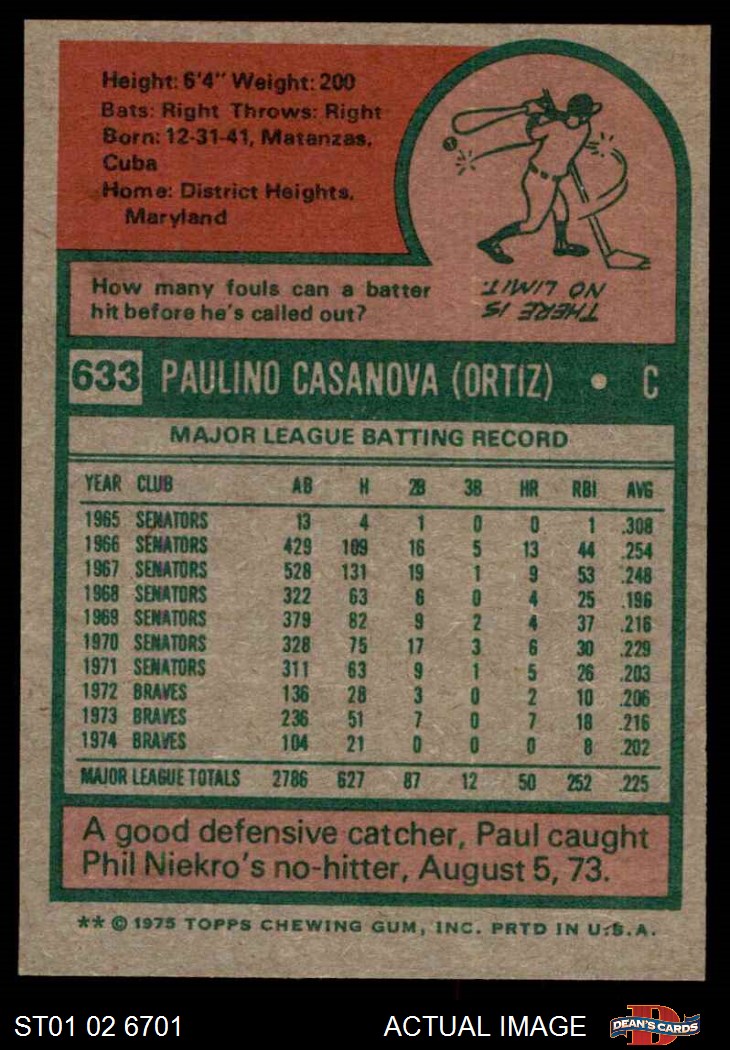 Height: 6'4" Weight: 200
Bats: Right Throws: Right
Born: 12-31-41, Matanzas,
Cuba
Home: District Heights,
Maryland
How many fouls can a batter
hit before he's called out?
THERE IS
NO LIMIT.
633 PAULINO CASANOVA (ORTIZ) • C
MAJOR LEAGUE BATTING RECORD
YEAR CLUB AB H 2B 3B HR RBI AVG
1965 SENATORS 13 4 1 0 0 1 .308
1966 SENATORS 429 109 16 5 13 44 .254
1967 SENATORS 528 131 19 1 9 53 .248
1968 SENATORS 322 63 6 0 4 25 .196
1969 SENATORS 379 82 9 2 4 37 .216
1970 SENATORS 328 75 17 3 6 30 .229
1971 SENATORS 311 63 9 1 5 26 .203
1972 BRAVES 136 28 3 0 2 10 .206
1973 BRAVES 236 51 7 0 7 18 .216
1974 BRAVES 104 21 0 0 0 8 .202
MAJOR LEAGUE TOTALS 2786 627 87 12 50 252 .225
A good defensive catcher, Paul caught
Phil Niekro's no-hitter, August 5, 73.
** © 1975 TOPPS CHEWING GUM, INC. PRTD IN U.S.A.
ST01 02 6701 ACTUAL IMAGE DEAN'S CARDS